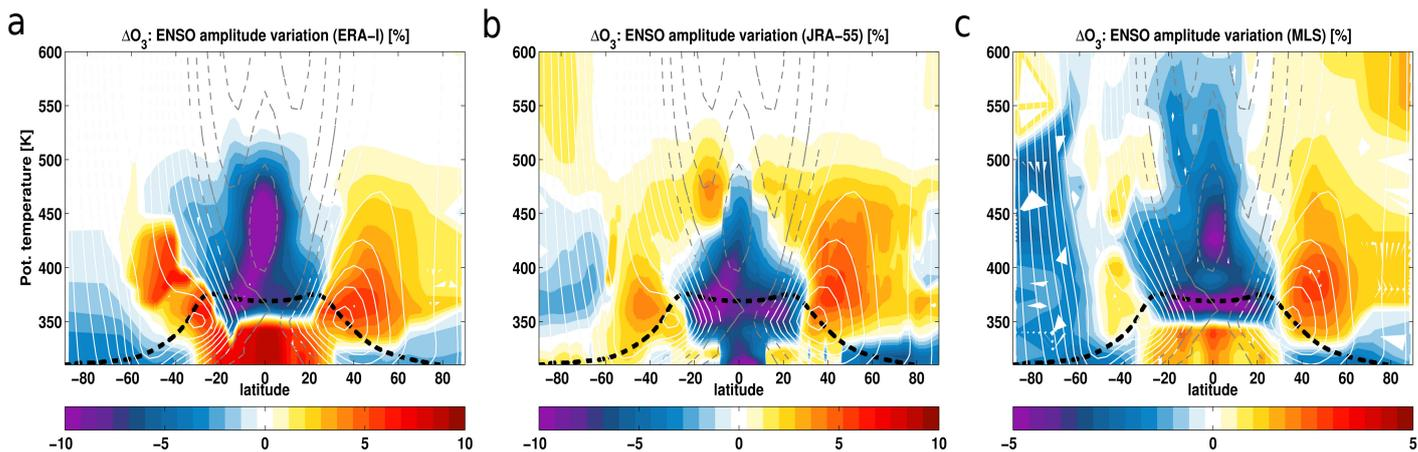 a
ΔO3: ENSO amplitude variation (ERA−I) [%]
Pot. temperature [K]
600
550
500
450
400
350
−80 −60 −40 −20 0 20 40 60 80
latitude
−10 −5 0 5 10
b
ΔO3: ENSO amplitude variation (JRA−55) [%]
600
550
500
450
400
350
−80 −60 −40 −20 0 20 40 60 80
latitude
−10 −5 0 5 10
c
ΔO3: ENSO amplitude variation (MLS) [%]
600
550
500
450
400
350
−80 −60 −40 −20 0 20 40 60 80
latitude
−5 0 5